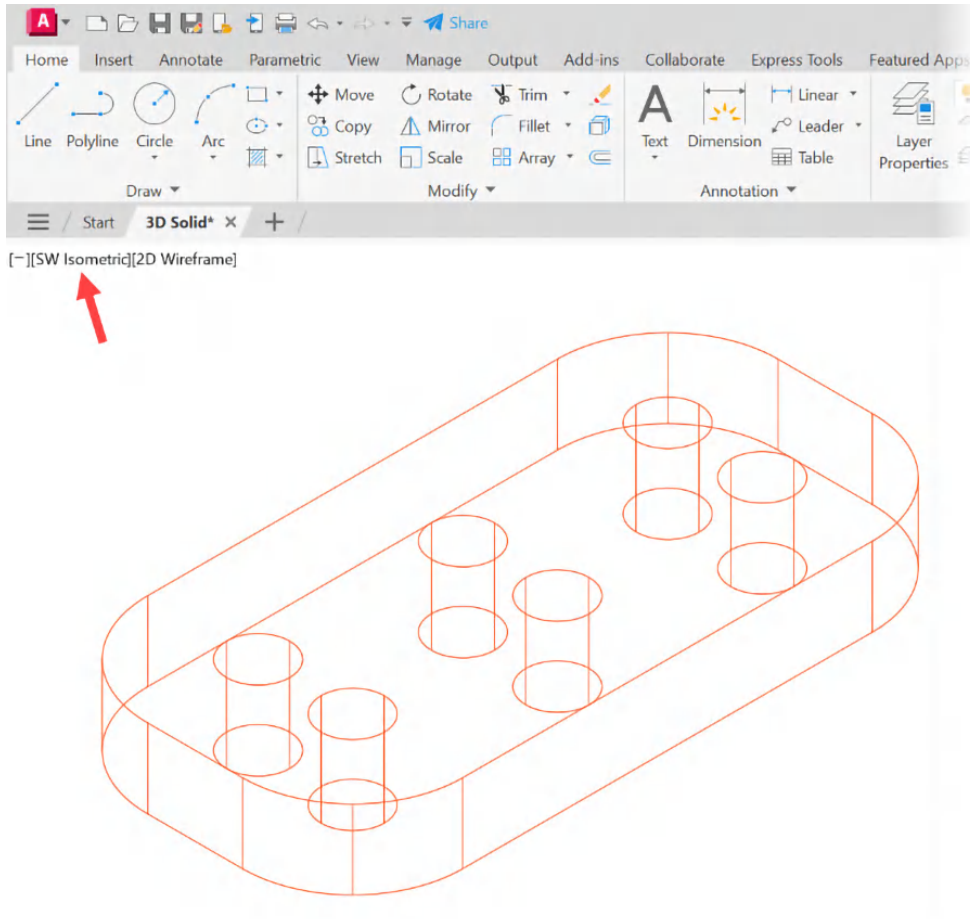 A Share
Home Insert Annotate Parametric View Manage Output Add-ins Collaborate Express Tools Featured Apps
Move Rotate Trim Linear
Copy Mirror Fillet Leader
Line Polyline Circle Arc Text Dimension Layer
Stretch Scale Array Table Properties
Draw Modify Annotation
Start 3D Solid*
[−][SW Isometric][2D Wireframe]